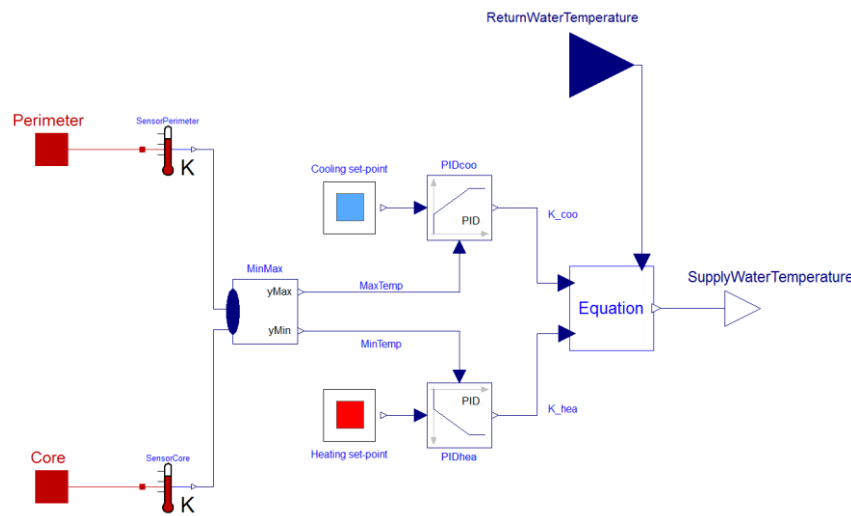 ReturnWaterTemperature
Perimeter
SensorPerimeter
K
Cooling set-point
PIDcoo
PID
K_coo
MinMax
yMax
MaxTemp
yMin
MinTemp
Equation
SupplyWaterTemperature
PID
K_hea
Heating set-point
PIDhea
Core
SensorCore
K